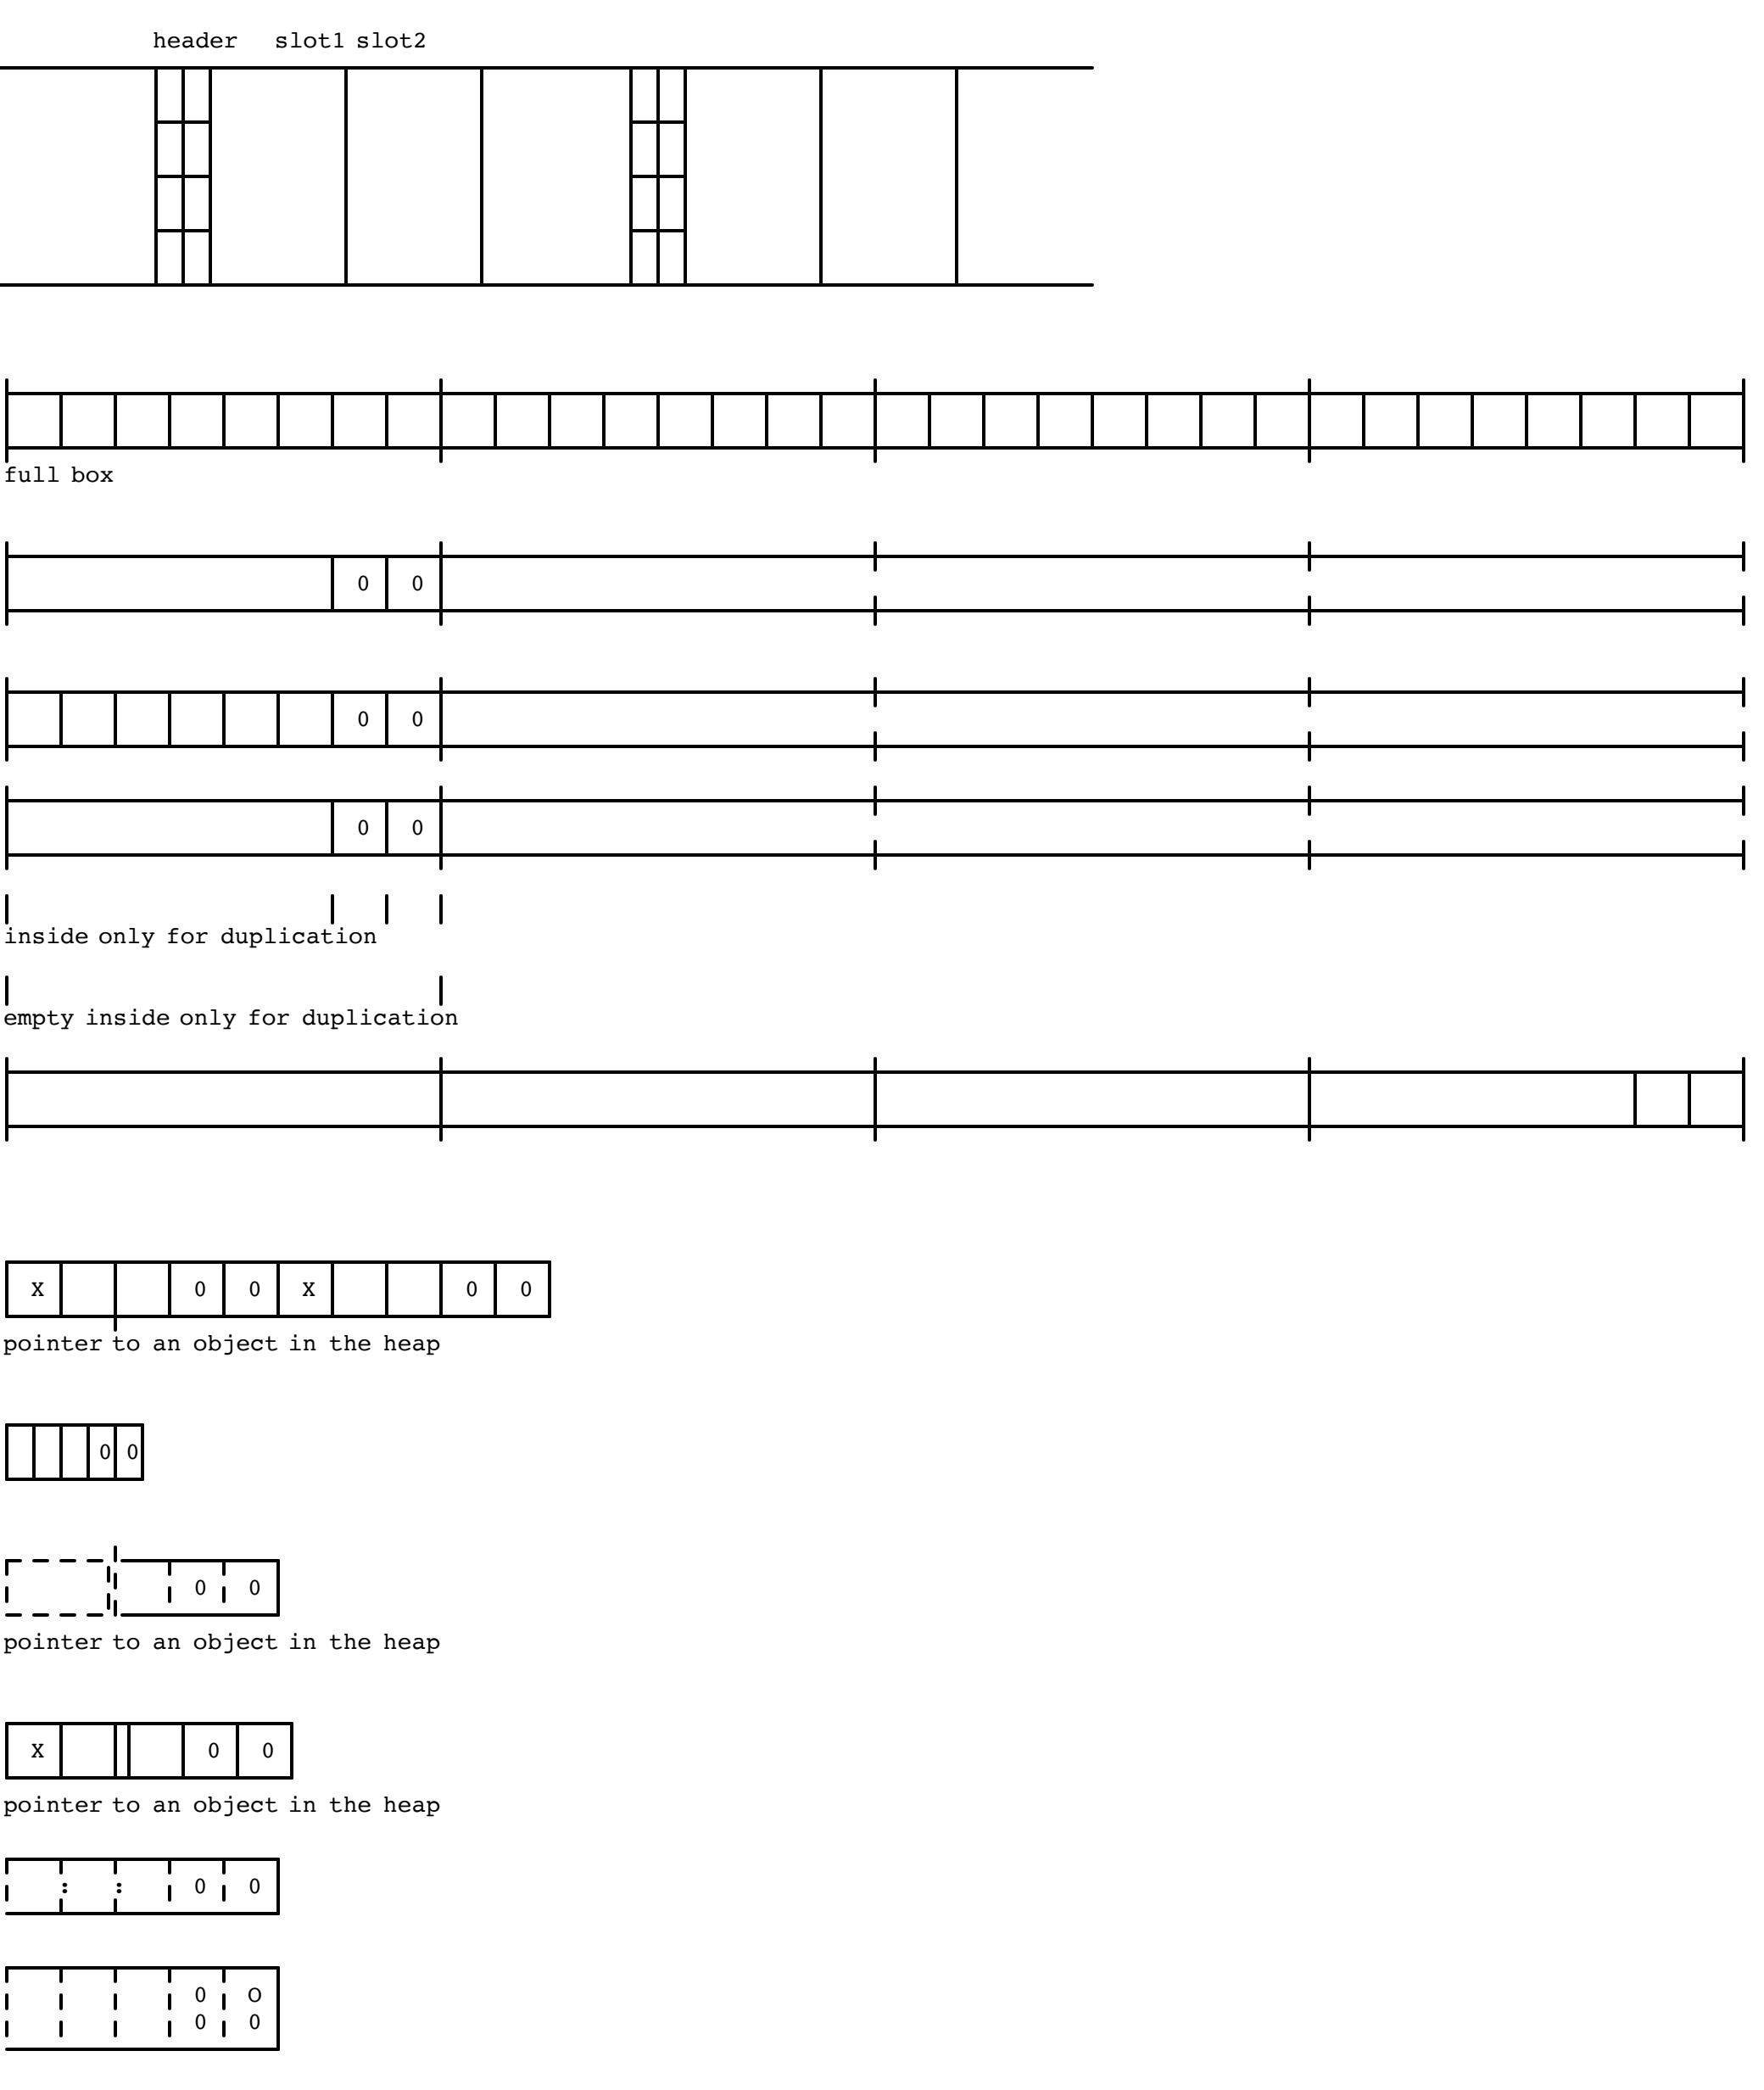 header slot1 slot2
full box
0 0
0 0
0 0
inside only for duplication
empty inside only for duplication
X 0 0 X 0 0
pointer to an object in the heap
0 0
0 0
pointer to an object in the heap
X 0 0
pointer to an object in the heap
: : 0 0
0 O
0 0